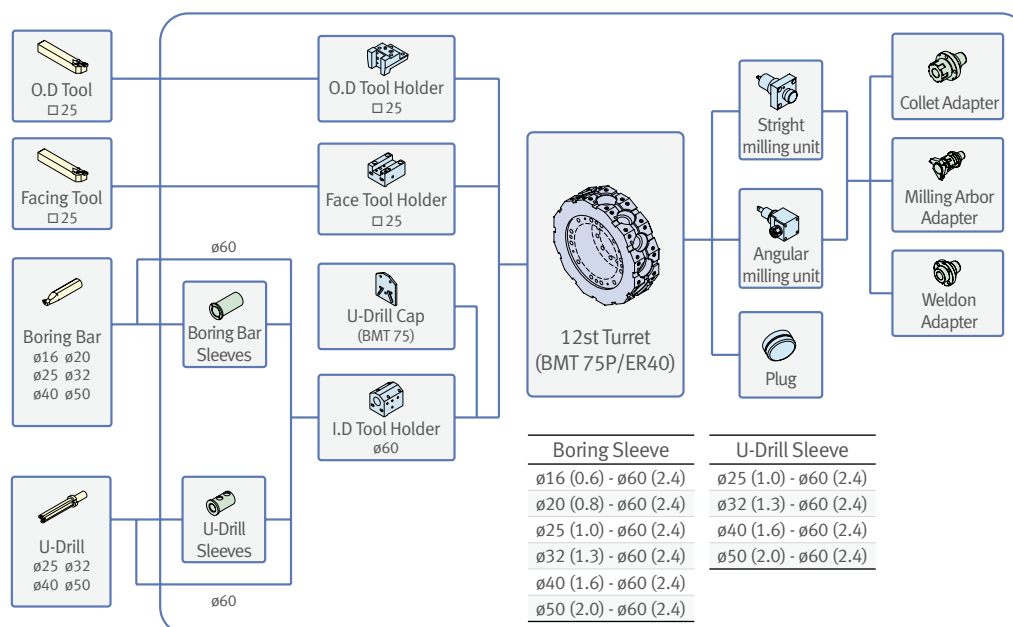 O.D Tool
□ 25
Facing Tool
□ 25
ø60
Boring Bar
ø16 ø20
ø25 ø32
ø40 ø50
Boring Bar
Sleeves
U-Drill
ø25 ø32
ø40 ø50
U-Drill
Sleeves
ø60
O.D Tool Holder
□ 25
Face Tool Holder
□ 25
U-Drill Cap
(BMT 75)
I.D Tool Holder
ø60
12st Turret
(BMT 75P/ER40)
Stright
milling unit
Angular
milling unit
Plug
Collet Adapter
Milling Arbor
Adapter
Weldon
Adapter
Boring Sleeve
ø16 (0.6) - ø60 (2.4)
ø20 (0.8) - ø60 (2.4)
ø25 (1.0) - ø60 (2.4)
ø32 (1.3) - ø60 (2.4)
ø40 (1.6) - ø60 (2.4)
ø50 (2.0) - ø60 (2.4)
U-Drill Sleeve
ø25 (1.0) - ø60 (2.4)
ø32 (1.3) - ø60 (2.4)
ø40 (1.6) - ø60 (2.4)
ø50 (2.0) - ø60 (2.4)